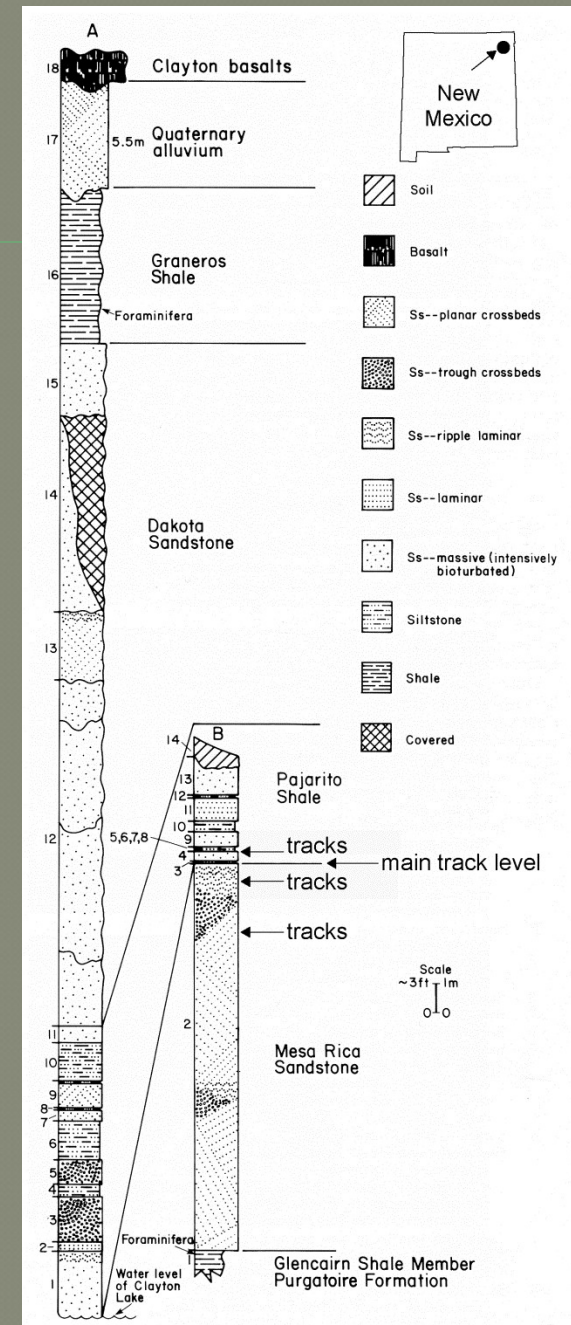 A
18
Clayton basalts
17
5.5m
Quaternary
alluvium
16
Graneros
Shale
Foraminifera
15
14
Dakota
Sandstone
13
12
11
10
9
8
7
6
5
4
3
2
1
Water level
of Clayton
Lake
B
14
13
12
11
10
5,6,7,8
9
4
3
2
Foraminifera
1
Pajarito
Shale
tracks
main track level
tracks
tracks
Mesa Rica
Sandstone
Glencairn Shale Member
Purgatoire Formation
New
Mexico
Soil
Basalt
Ss--planar crossbeds
Ss--trough crossbeds
Ss--ripple laminar
Ss--laminar
Ss--massive (intensively
bioturbated)
Siltstone
Shale
Covered
Scale
~3ft 1m
0 0